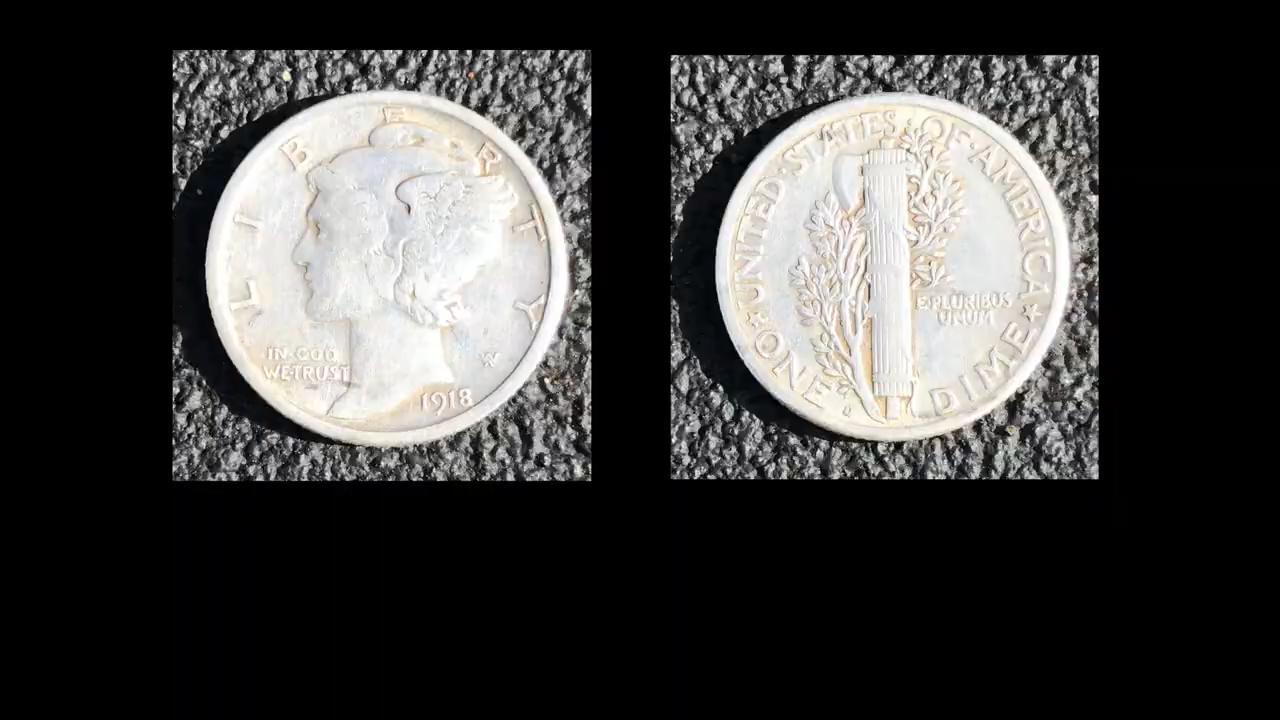 LIBERTY
IN·GOD
WE·TRUST
1918
W
UNITED·STATES·OF·AMERICA
E·PLURIBUS
UNUM
ONE DIME